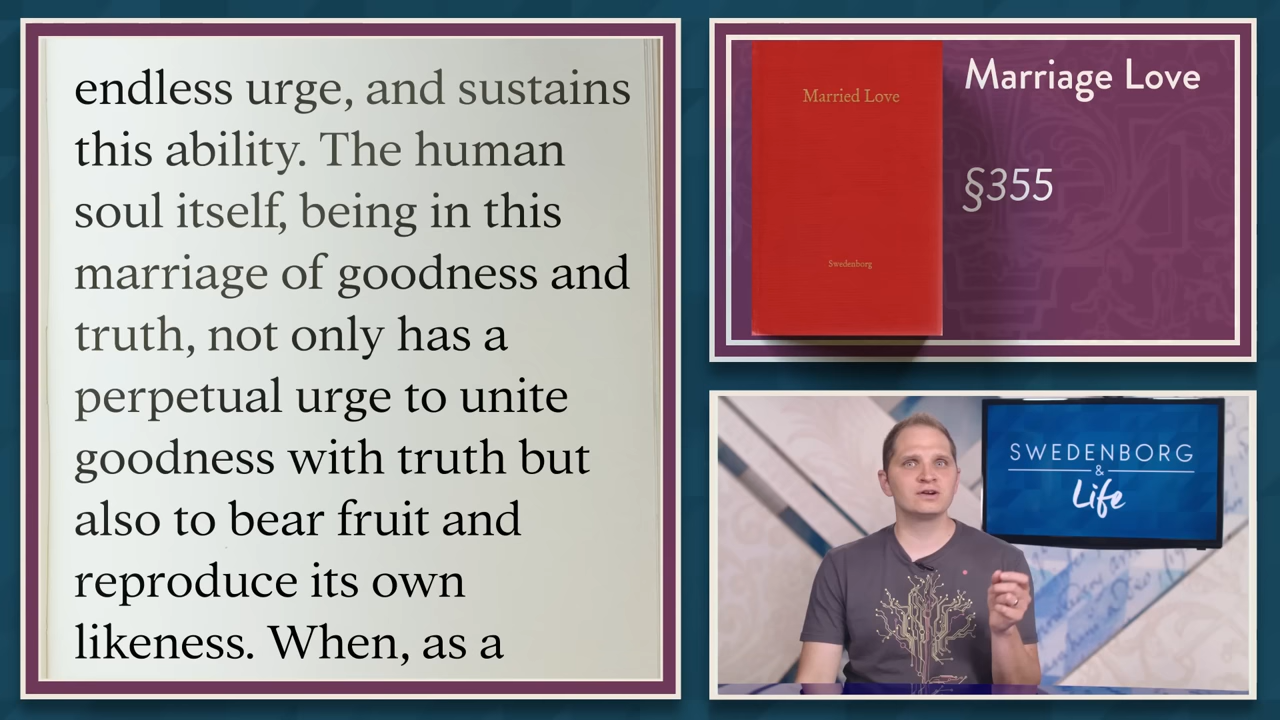 endless urge, and sustains
this ability. The human
soul itself, being in this
marriage of goodness and
truth, not only has a
perpetual urge to unite
goodness with truth but
also to bear fruit and
reproduce its own
likeness. When, as a
Married Love
Swedenborg
Marriage Love
§355
SWEDENBORG
&
Life